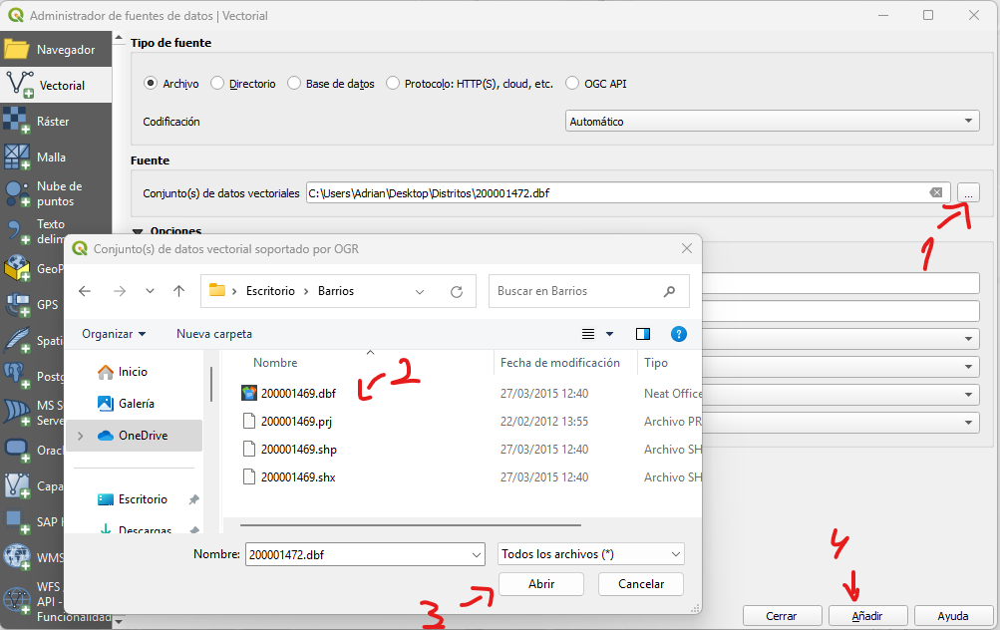 Administrador de fuentes de datos | Vectorial
Navegador
Vectorial
Ráster
Malla
Nube de
puntos
Texto
delim
GeoP
GPS
Spati
Postg
MS S
Serve
Oracl
Capa
SAP H
WMS
WFS
API -
Funcionalidad
Tipo de fuente
Archivo
Directorio
Base de datos
Protocolo: HTTP(S), cloud, etc.
OGC API
Codificación
Automático
Fuente
Conjunto(s) de datos vectoriales
C:\Users\Adrian\Desktop\Distritos\200001472.dbf
...
1
Opciones
Conjunto(s) de datos vectorial soportado por OGR
Escritorio > Barrios
Buscar en Barrios
Organizar
Nueva carpeta
?
Inicio
Galería
OneDrive
Escritorio
Descargas
Nombre
Fecha de modificación
Tipo
2
200001469.dbf 27/03/2015 12:40 Neat Office
200001469.prj 22/02/2012 13:55 Archivo PR
200001469.shp 27/03/2015 12:40 Archivo SH
200001469.shx 27/03/2015 12:40 Archivo SH
Nombre:
200001472.dbf
Todos los archivos (*)
Abrir
Cancelar
3
4
Cerrar
Añadir
Ayuda